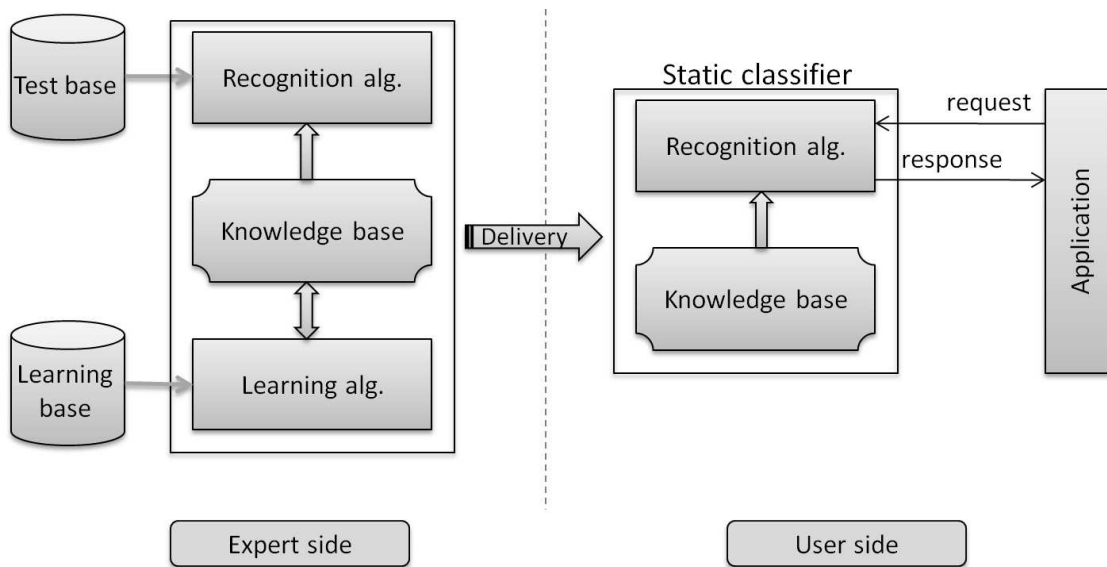 Test base
Recognition alg.
Knowledge base
Learning
base
Learning alg.
Delivery
Static classifier
Recognition alg.
Knowledge base
request
response
Application
Expert side
User side